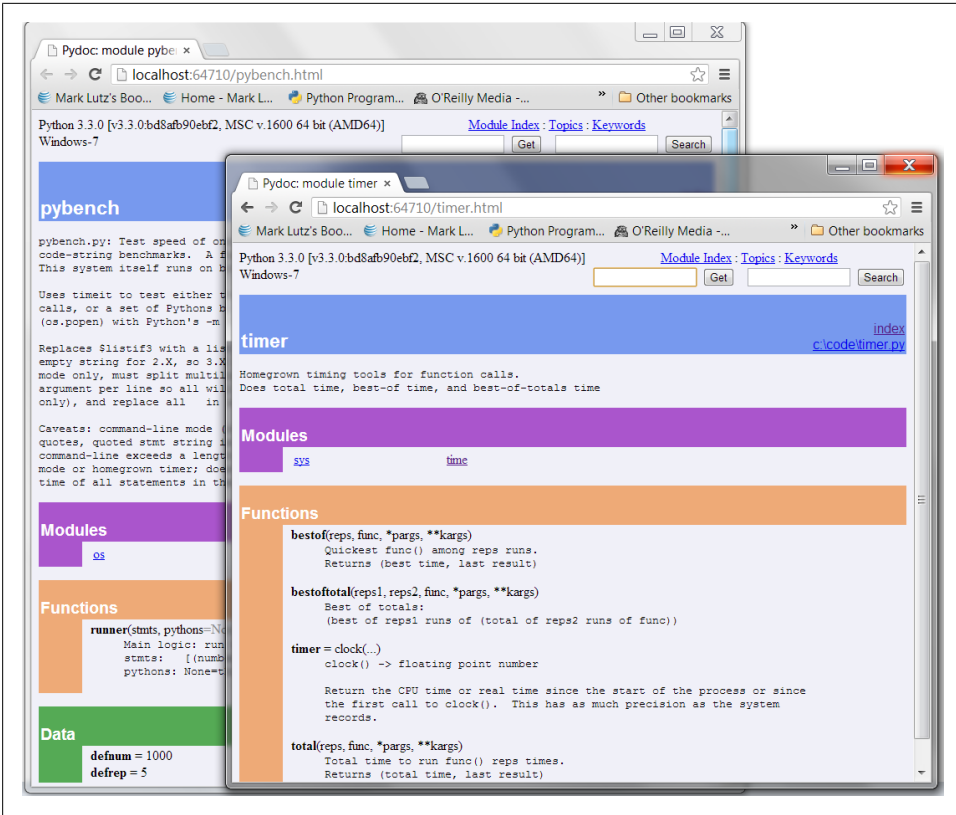 Pydoc: module pybe
localhost:64710/pybench.html
Mark Lutz's Boo... Home - Mark L... Python Program... O'Reilly Media -... » Other bookmarks
Python 3.3.0 [v3.3.0:bd8afb90ebf2, MSC v.1600 64 bit (AMD64)]
Windows-7
Module Index : Topics : Keywords
Get Search
pybench
pybench.py: Test speed of on
code-string benchmarks. A f
This system itself runs on b
Uses timeit to test either t
calls, or a set of Pythons b
(os.popen) with Python's -m
Replaces $listif3 with a lis
empty string for 2.X, so 3.X
mode only, must split multil
argument per line so all wil
only), and replace all in
Caveats: command-line mode (
quotes, quoted stmt string i
command-line exceeds a lengt
mode or homegrown timer; doe
time of all statements in th
Modules
os
Functions
runner(stmts, pythons=No
Main logic: run
stmts: [(numb
pythons: None=t
Data
defnum = 1000
defrep = 5
Pydoc: module timer
localhost:64710/timer.html
Mark Lutz's Boo... Home - Mark L... Python Program... O'Reilly Media -... » Other bookmarks
Python 3.3.0 [v3.3.0:bd8afb90ebf2, MSC v.1600 64 bit (AMD64)]
Windows-7
Module Index : Topics : Keywords
Get Search
timer
index
c:\code\timer.py
Homegrown timing tools for function calls.
Does total time, best-of time, and best-of-totals time
Modules
sys time
Functions
bestof(reps, func, *pargs, **kargs)
Quickest func() among reps runs.
Returns (best time, last result)
bestoftotal(reps1, reps2, func, *pargs, **kargs)
Best of totals:
(best of reps1 runs of (total of reps2 runs of func))
timer = clock(...)
clock() -> floating point number
Return the CPU time or real time since the start of the process or since
the first call to clock(). This has as much precision as the system
records.
total(reps, func, *pargs, **kargs)
Total time to run func() reps times.
Returns (total time, last result)